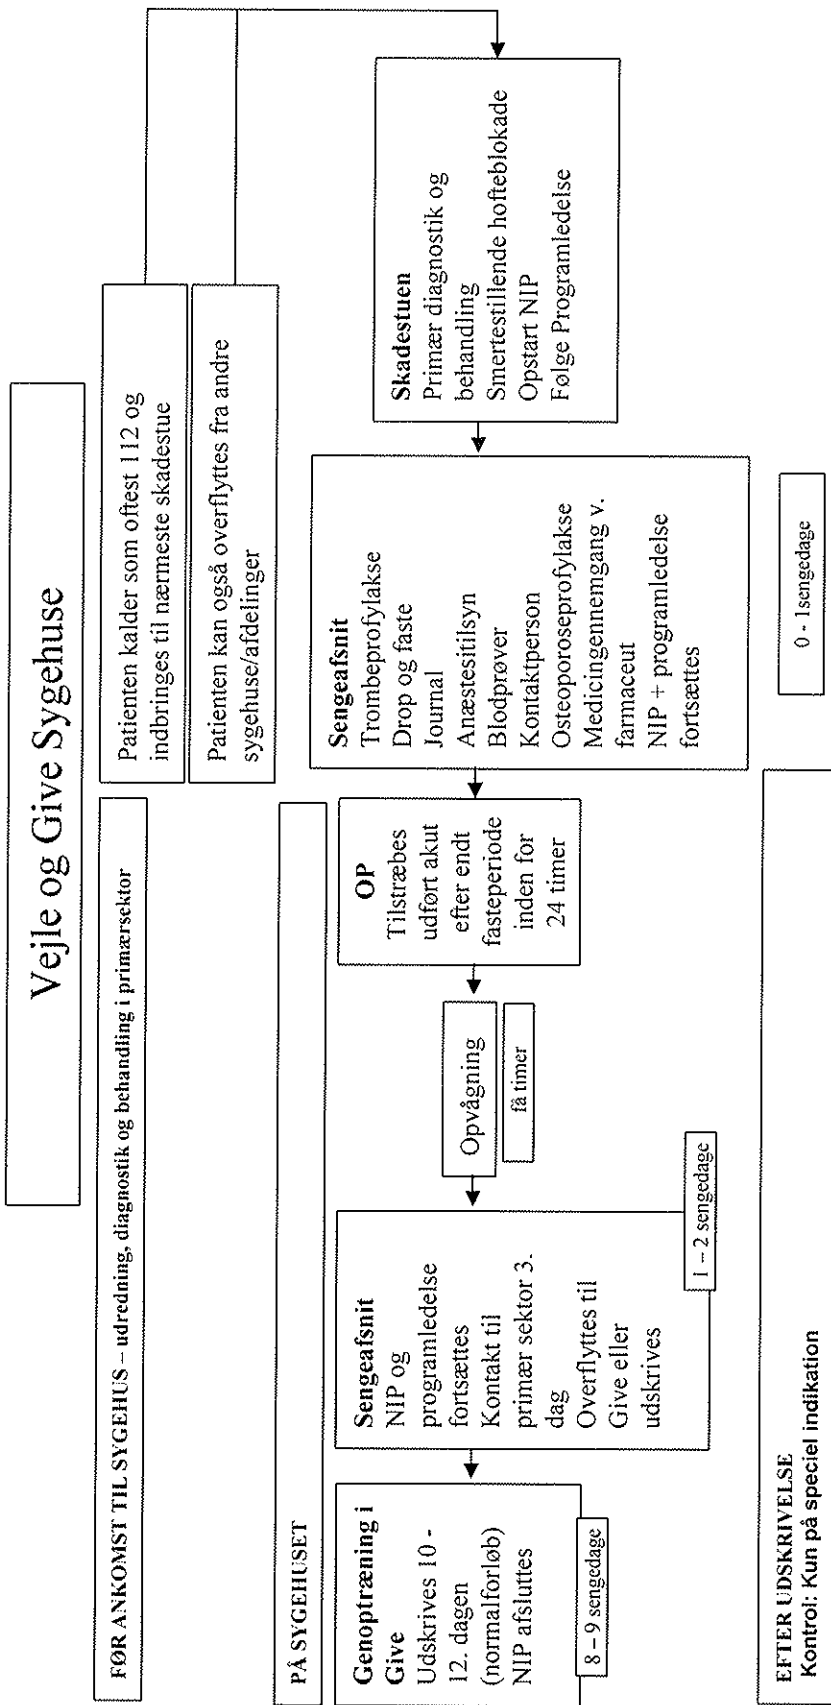 Vejle og Give Sygehuse
FØR ANKOMST TIL SYGEHUS – udredning, diagnostik og behandling i primærsektor
Patienten kalder som oftest 112 og
indbringes til nærmeste skadestue
Patienten kan også overflyttes fra andre
sygehuse/afdelinger
PÅ SYGEHUSET
Skadestuen
Primær diagnostik og
behandling
Smertestillende hofteblokade
Opstart NIP
Følge Programledelse
Sengeafsnit
Trombeprofylakse
Drop og faste
Journal
Anæstesitilsyn
Blodprøver
Kontaktperson
Osteoporoseprofylakse
Medicingennemgang v.
farmaceut
NIP + programledelse
fortsættes
0 - 1sengedage
OP
Tilstræbes
udført akut
efter endt
fasteperiode
inden for
24 timer
Opvågning
få timer
Sengeafsnit
NIP og
programledelse
fortsættes
Kontakt til
primær sektor 3.
dag
Overflyttes til
Give eller
udskrives
1 – 2 sengedage
Genoptræning i
Give
Udskrives 10 -
12. dagen
(normalforløb)
NIP afsluttes
8 – 9 sengedage
EFTER UDSKRIVELSE
Kontrol: Kun på speciel indikation